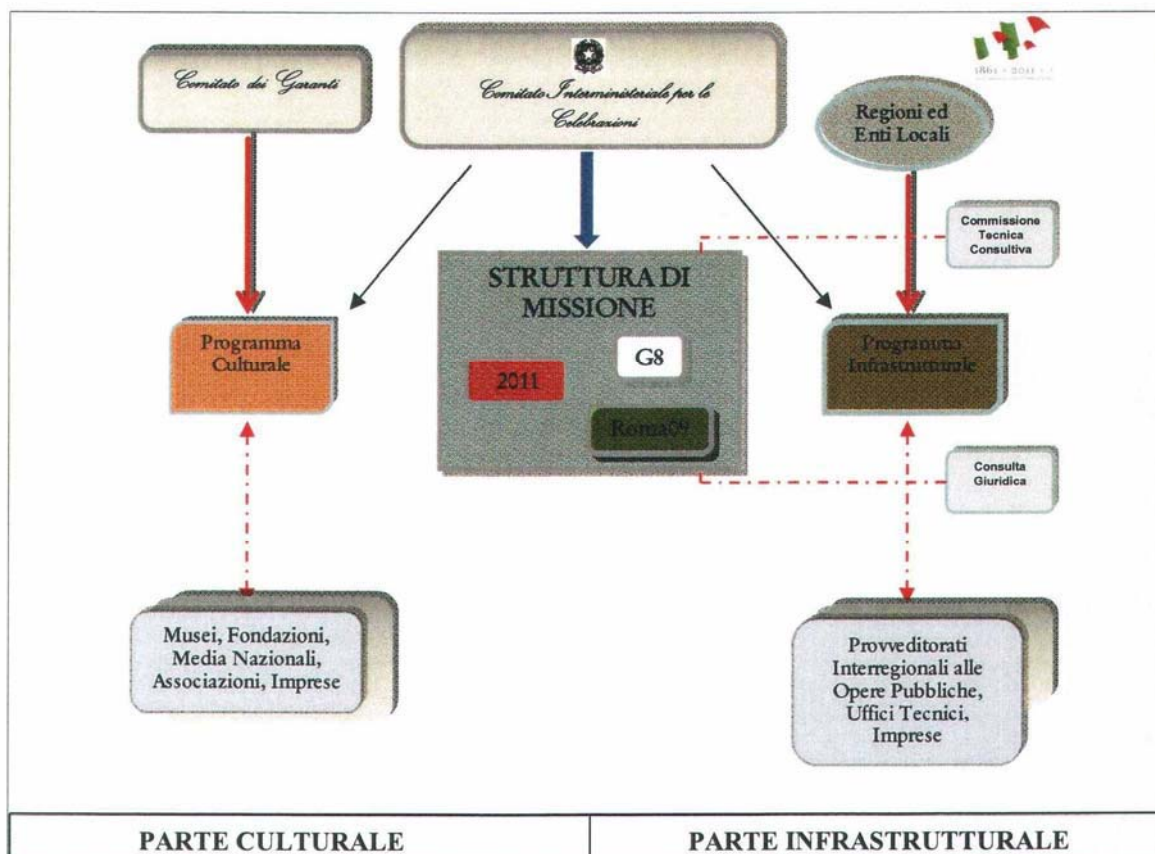 Comitato dei Garanti
Comitato Interministeriale per le
Celebrazioni
1861 • 2011
Regioni ed
Enti Locali
Commissione
Tecnica
Consultiva
STRUTTURA DI
MISSIONE
G8
2011
Roma09
Programma
Culturale
Programma
Infrastrutturale
Consulta
Giuridica
Musei, Fondazioni,
Media Nazionali,
Associazioni, Imprese
Provveditorati
Interregionali alle
Opere Pubbliche,
Uffici Tecnici,
Imprese
PARTE CULTURALE
PARTE INFRASTRUTTURALE